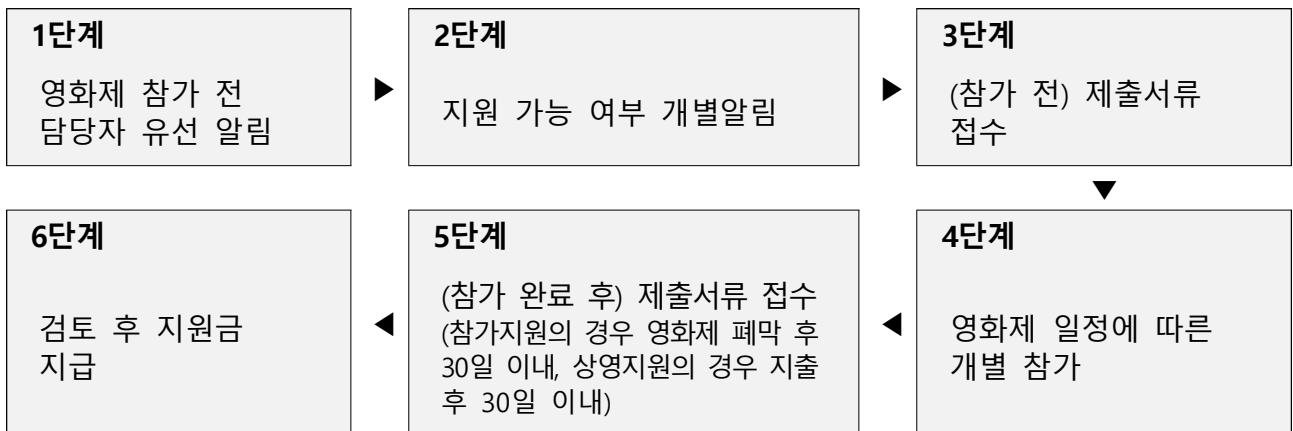 1단계
영화제 참가 전
담당자 유선 알림
▶
2단계
지원 가능 여부 개별알림
▶
3단계
(참가 전) 제출서류
접수
▼
4단계
영화제 일정에 따른
개별 참가
◀
5단계
(참가 완료 후) 제출서류 접수
(참가지원의 경우 영화제 폐막 후
30일 이내, 상영지원의 경우 지출
후 30일 이내)
◀
6단계
검토 후 지원금
지급